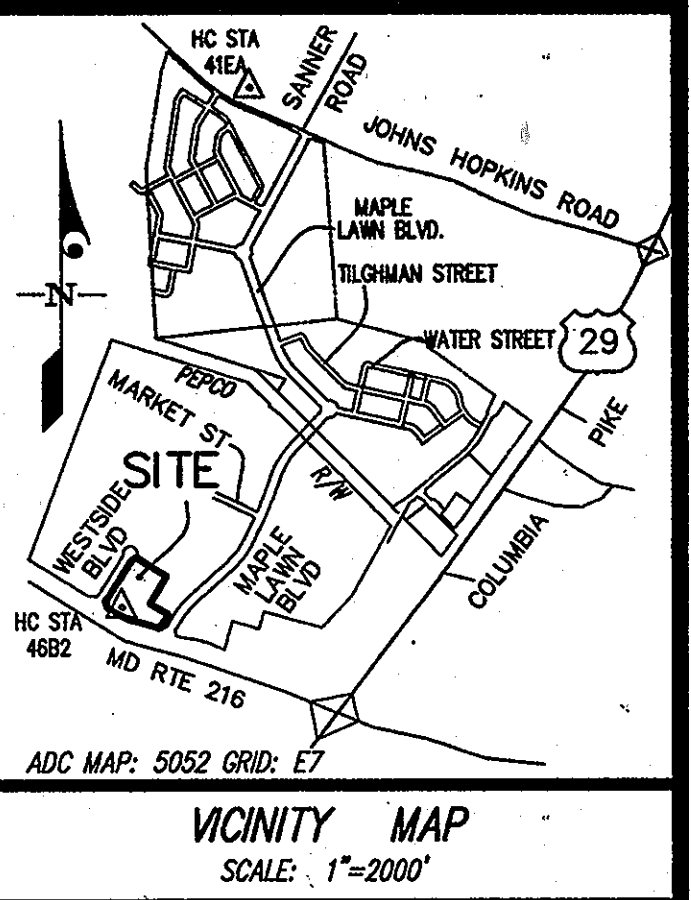 HC STA
41EA
SANNER
ROAD
JOHNS HOPKINS ROAD
MAPLE
LAWN BLVD.
TILGHMAN STREET
N
WATER STREET
29
PEPCO
MARKET ST
PIKE
SITE
R/W
WESTSIDE
BLVD
MAPLE
LAWN
BLVD
COLUMBIA
HC STA
46B2
MD RTE 216
ADC MAP: 5052 GRID: E7
VICINITY MAP
SCALE: 1"=2000'